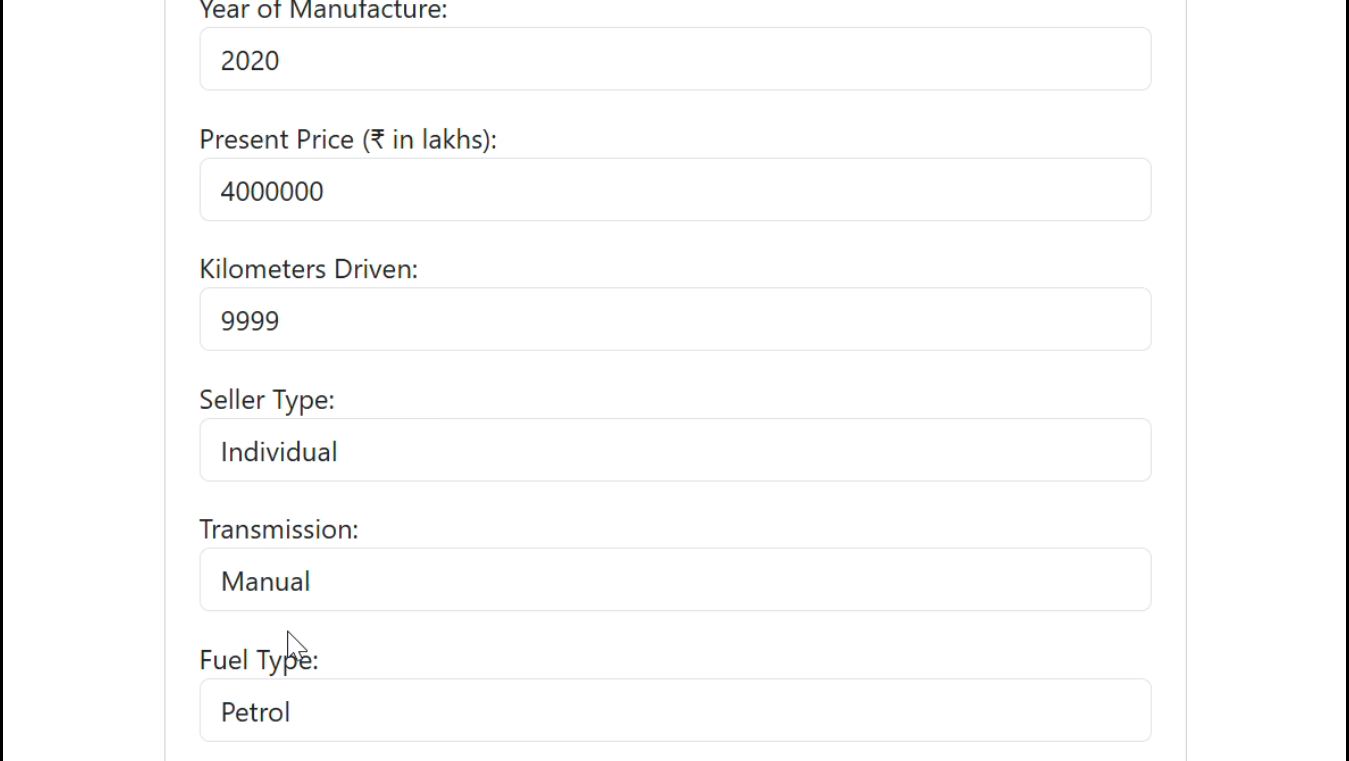 Year of Manufacture:
2020
Present Price (₹ in lakhs):
4000000
Kilometers Driven:
9999
Seller Type:
Individual
Transmission:
Manual
Fuel Type:
Petrol